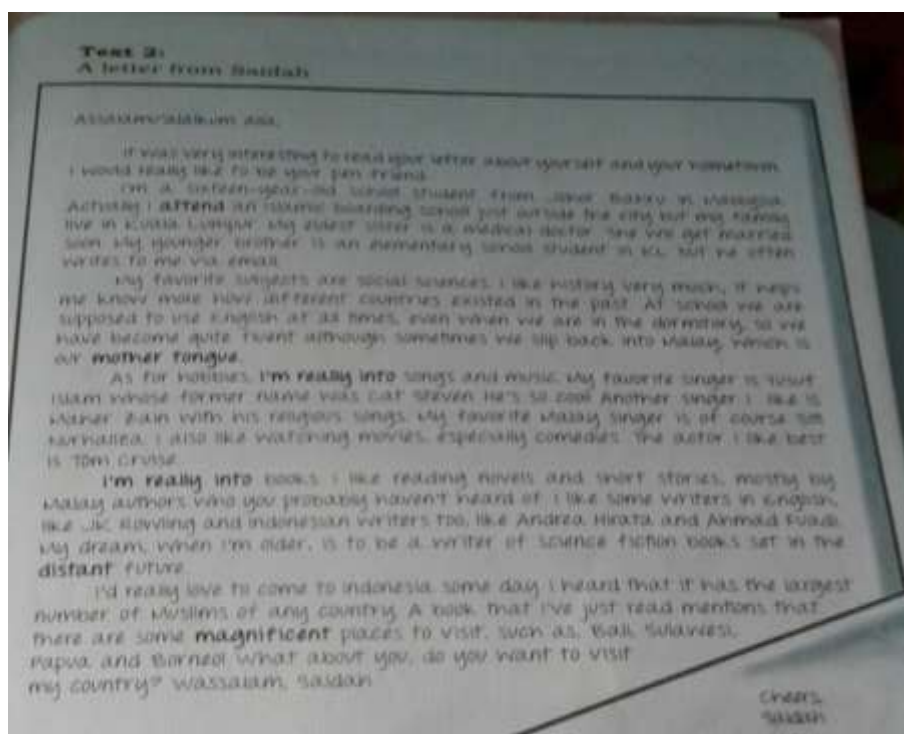 Text 2:
A letter from Saidah
Assalamu'alaikum
It was very interesting to read your letter about yourself and your hometown.
I would really like to be your pen friend.
I'm a sixteen-year-old school student from Johor Bahru in Malaysia.
Actually I attend an Islamic boarding school just outside the city but my family
live in Kuala Lumpur. My eldest sister is a medical doctor. She
get married
soon. My younger brother is an elementary school student in KL, but he often
writes to me via email.
My favorite subjects are social sciences. I like history very much, it helps
me know more how different countries existed in the past. At school we are
supposed to use English at all times, even when we are in the dormitory, so we
have become quite fluent although sometimes we slip back into Malay, which is
our mother tongue.
As for hobbies, I'm really into songs and music. My favorite singer is Yusuf
Islam whose former name was Cat Steven. He's so cool! Another singer I like is
Maher Zain with his religious songs. My favorite Malay singer is of course Siti
Nurhaliza. I also like watching movies, especially comedies. The actor I like best
is Tom Cruise.
I'm really into books. I like reading novels and short stories, mostly by
Malay authors who you probably haven't heard of. I like some writers in English,
like J.K. Rowling and Indonesian writers too, like Andrea Hirata and Ahmad Fuadi.
My dream, when I'm older, is to be a writer of science fiction books set in the
distant future.
I'd really love to come to Indonesia some day. I heard that it has the largest
number of Muslims of any country. A book that I've just read mentions that
there are some magnificent places to visit, such as, Bali, Sulawesi,
Papua and Borneo! What about you, do you want to visit
my country? Wassalam, Saidah
Cheers,
Saidah